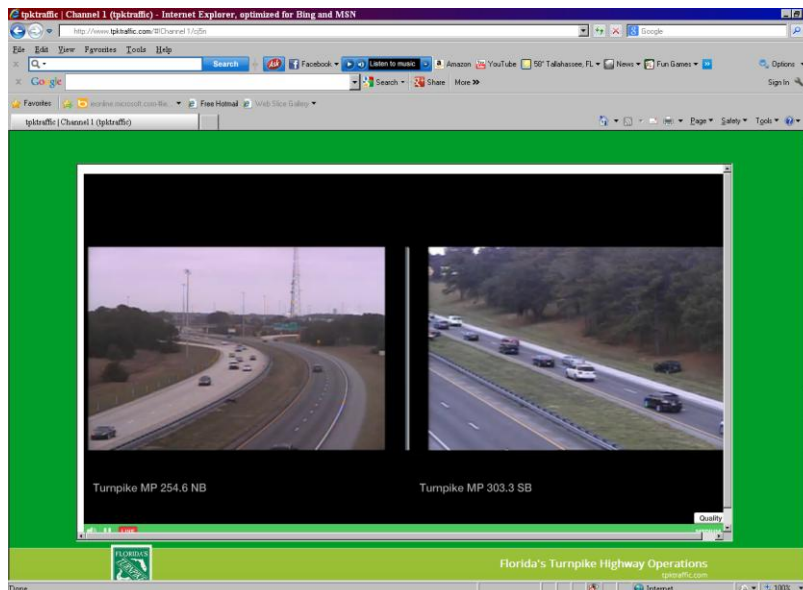 tpktraffic | Channel 1 (tpktraffic) - Internet Explorer, optimized for Bing and MSN
http://www.tpktraffic.com/#!Channel 1/cj5n
Google
File Edit View Favorites Tools Help
Search Facebook Listen to music Amazon YouTube 58° Tallahassee, FL News Fun Games Options
Google Search Share More Sign In
Favorites Free Hotmail Web Slice Gallery
tpktraffic | Channel 1 (tpktraffic) Page Safety Tools
Turnpike MP 254.6 NB Turnpike MP 303.3 SB
Quality
LIVE
FLORIDA'S
TURNPIKE
Florida's Turnpike Highway Operations
tpktraffic.com
Done Internet 100%